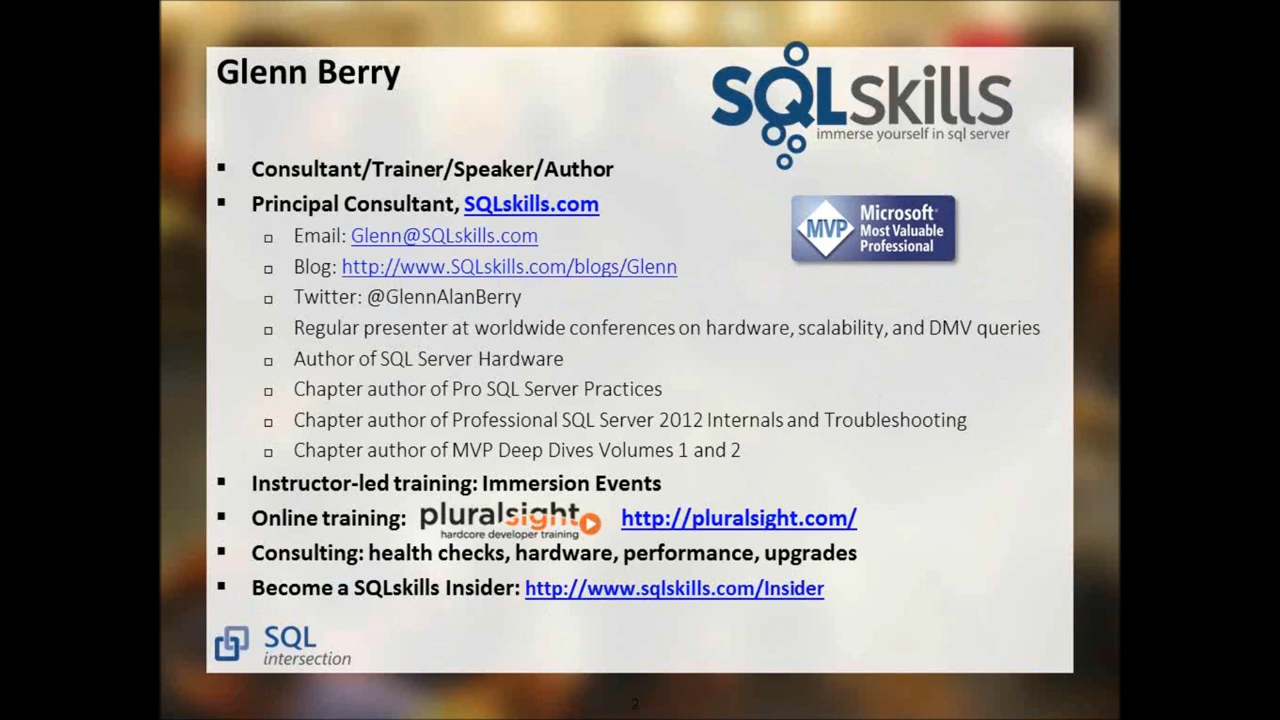 Glenn Berry
SQLskills
immerse yourself in sql server
▪ Consultant/Trainer/Speaker/Author
▪ Principal Consultant, SQLskills.com
▫ Email: Glenn@SQLskills.com
▫ Blog: http://www.SQLskills.com/blogs/Glenn
▫ Twitter: @GlennAlanBerry
▫ Regular presenter at worldwide conferences on hardware, scalability, and DMV queries
▫ Author of SQL Server Hardware
▫ Chapter author of Pro SQL Server Practices
▫ Chapter author of Professional SQL Server 2012 Internals and Troubleshooting
▫ Chapter author of MVP Deep Dives Volumes 1 and 2
MVP
Microsoft®
Most Valuable
Professional
▪ Instructor-led training: Immersion Events
▪ Online training: pluralsight http://pluralsight.com/
hardcore developer training
▪ Consulting: health checks, hardware, performance, upgrades
▪ Become a SQLskills Insider: http://www.sqlskills.com/Insider
SQL
intersection
2